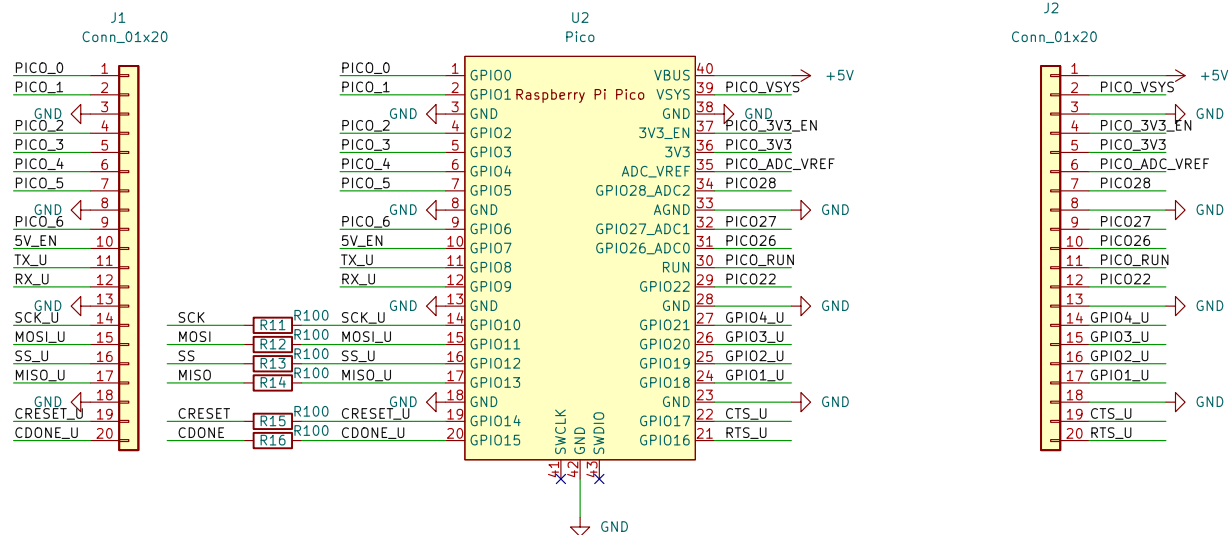 J1
Conn_01x20
PICO_0 1
PICO_1 2
GND 3
PICO_2 4
PICO_3 5
PICO_4 6
PICO_5 7
GND 8
PICO_6 9
5V_EN 10
TX_U 11
RX_U 12
GND 13
SCK_U 14
MOSI_U 15
SS_U 16
MISO_U 17
GND 18
CRESET_U 19
CDONE_U 20
SCK R11 R100
MOSI R12 R100
SS R13 R100
MISO R14 R100
CRESET R15 R100
CDONE R16 R100
U2
Pico
Raspberry Pi Pico
PICO_0 1 GPIO0
PICO_1 2 GPIO1
GND 3 GND
PICO_2 4 GPIO2
PICO_3 5 GPIO3
PICO_4 6 GPIO4
PICO_5 7 GPIO5
GND 8 GND
PICO_6 9 GPIO6
5V_EN 10 GPIO7
TX_U 11 GPIO8
RX_U 12 GPIO9
GND 13 GND
SCK_U 14 GPIO10
MOSI_U 15 GPIO11
SS_U 16 GPIO12
MISO_U 17 GPIO13
GND 18 GND
CRESET_U 19 GPIO14
CDONE_U 20 GPIO15
VBUS 40 +5V
VSYS 39 PICO_VSYS
GND 38 GND
3V3_EN 37 PICO_3V3_EN
3V3 36 PICO_3V3
ADC_VREF 35 PICO_ADC_VREF
GPIO28_ADC2 34 PICO28
AGND 33 GND
GPIO27_ADC1 32 PICO27
GPIO26_ADC0 31 PICO26
RUN 30 PICO_RUN
GPIO22 29 PICO22
GND 28 GND
GPIO21 27 GPIO4_U
GPIO20 26 GPIO3_U
GPIO19 25 GPIO2_U
GPIO18 24 GPIO1_U
GND 23 GND
GPIO17 22 CTS_U
GPIO16 21 RTS_U
SWCLK 41
GND 42
SWDIO 43
GND
J2
Conn_01x20
1 +5V
2 PICO_VSYS
3 GND
4 PICO_3V3_EN
5 PICO_3V3
6 PICO_ADC_VREF
7 PICO28
8 GND
9 PICO27
10 PICO26
11 PICO_RUN
12 PICO22
13 GND
14 GPIO4_U
15 GPIO3_U
16 GPIO2_U
17 GPIO1_U
18 GND
19 CTS_U
20 RTS_U